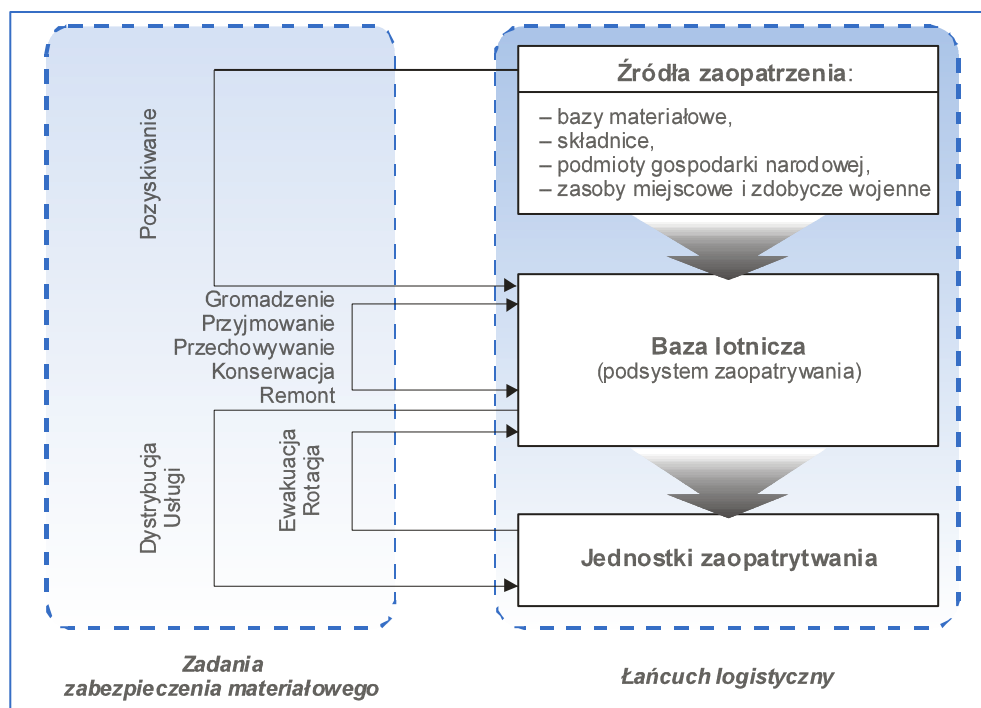 Źródła zaopatrzenia:
– bazy materiałowe,
– składnice,
– podmioty gospodarki narodowej,
– zasoby miejscowe i zdobycze wojenne
Pozyskiwanie
Gromadzenie
Przyjmowanie
Przechowywanie
Konserwacja
Remont
Baza lotnicza
(podsystem zaopatrywania)
Dystrybucja
Usługi
Ewakuacja
Rotacja
Jednostki zaopatrytwania
Zadania
zabezpieczenia materiałowego
Łańcuch logistyczny